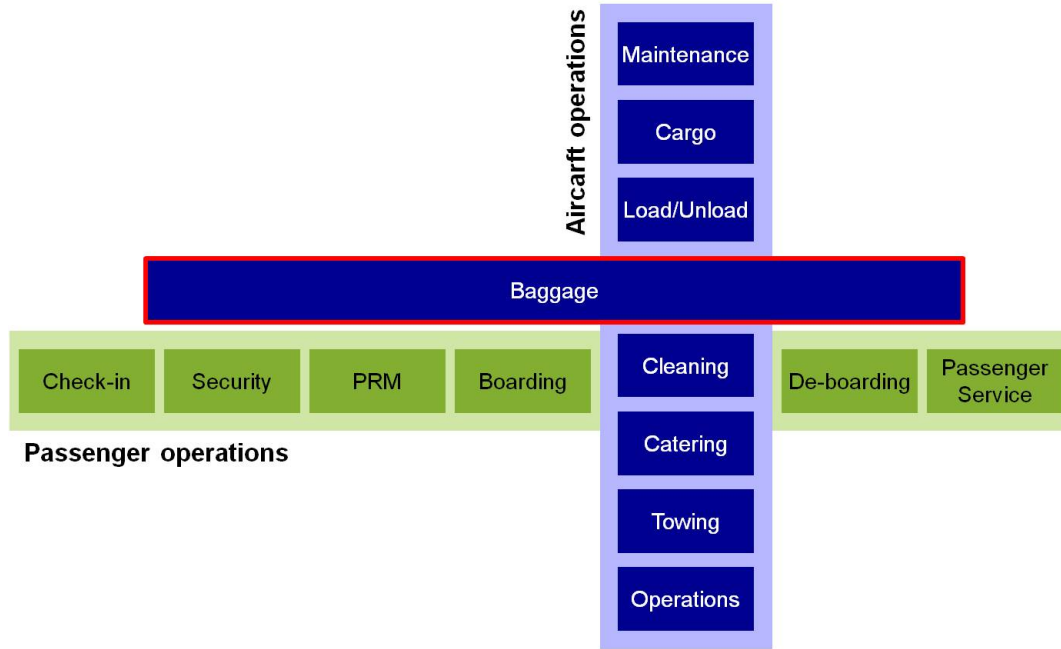 Aircarft operations
Maintenance
Cargo
Load/Unload
Baggage
Check-in
Security
PRM
Boarding
Cleaning
De-boarding
Passenger
Service
Passenger operations
Catering
Towing
Operations